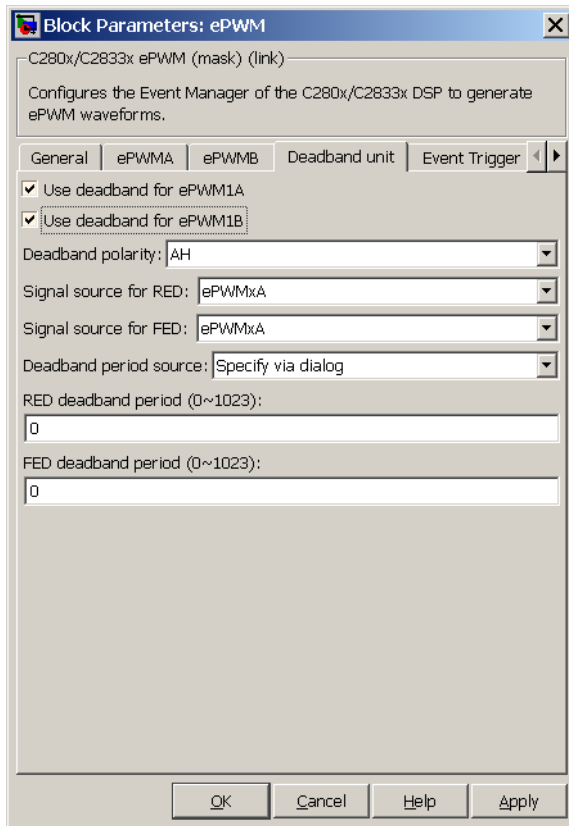 Block Parameters: ePWM
C280x/C2833x ePWM (mask) (link)
Configures the Event Manager of the C280x/C2833x DSP to generate
ePWM waveforms.
General ePWMA ePWMB Deadband unit Event Trigger
Use deadband for ePWM1A
Use deadband for ePWM1B
Deadband polarity: AH
Signal source for RED: ePWMxA
Signal source for FED: ePWMxA
Deadband period source: Specify via dialog
RED deadband period (0~1023):
0
FED deadband period (0~1023):
0
OK Cancel Help Apply